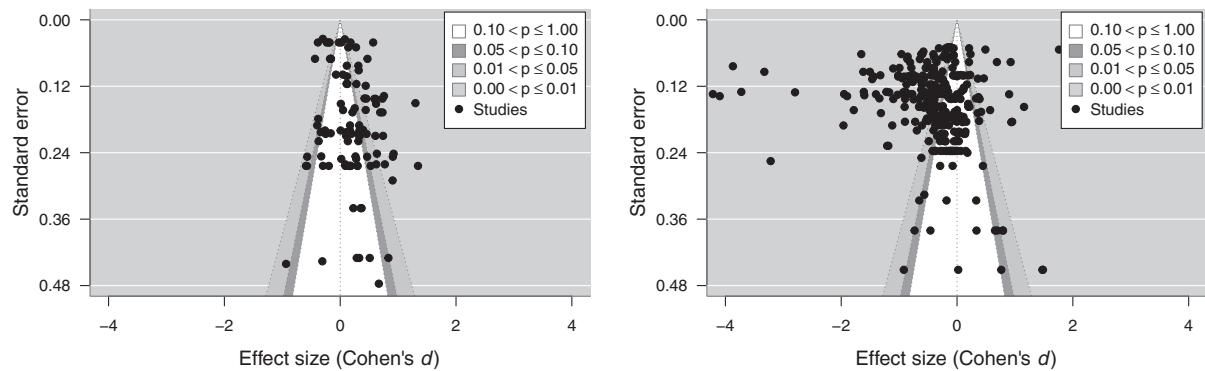 0.00
0.12
0.24
0.36
0.48
Standard error
−4
−2
0
2
4
Effect size (Cohen's d)
0.10 < p ≤ 1.00
0.05 < p ≤ 0.10
0.01 < p ≤ 0.05
0.00 < p ≤ 0.01
Studies
0.00
0.12
0.24
0.36
0.48
Standard error
−4
−2
0
2
4
Effect size (Cohen's d)
0.10 < p ≤ 1.00
0.05 < p ≤ 0.10
0.01 < p ≤ 0.05
0.00 < p ≤ 0.01
Studies